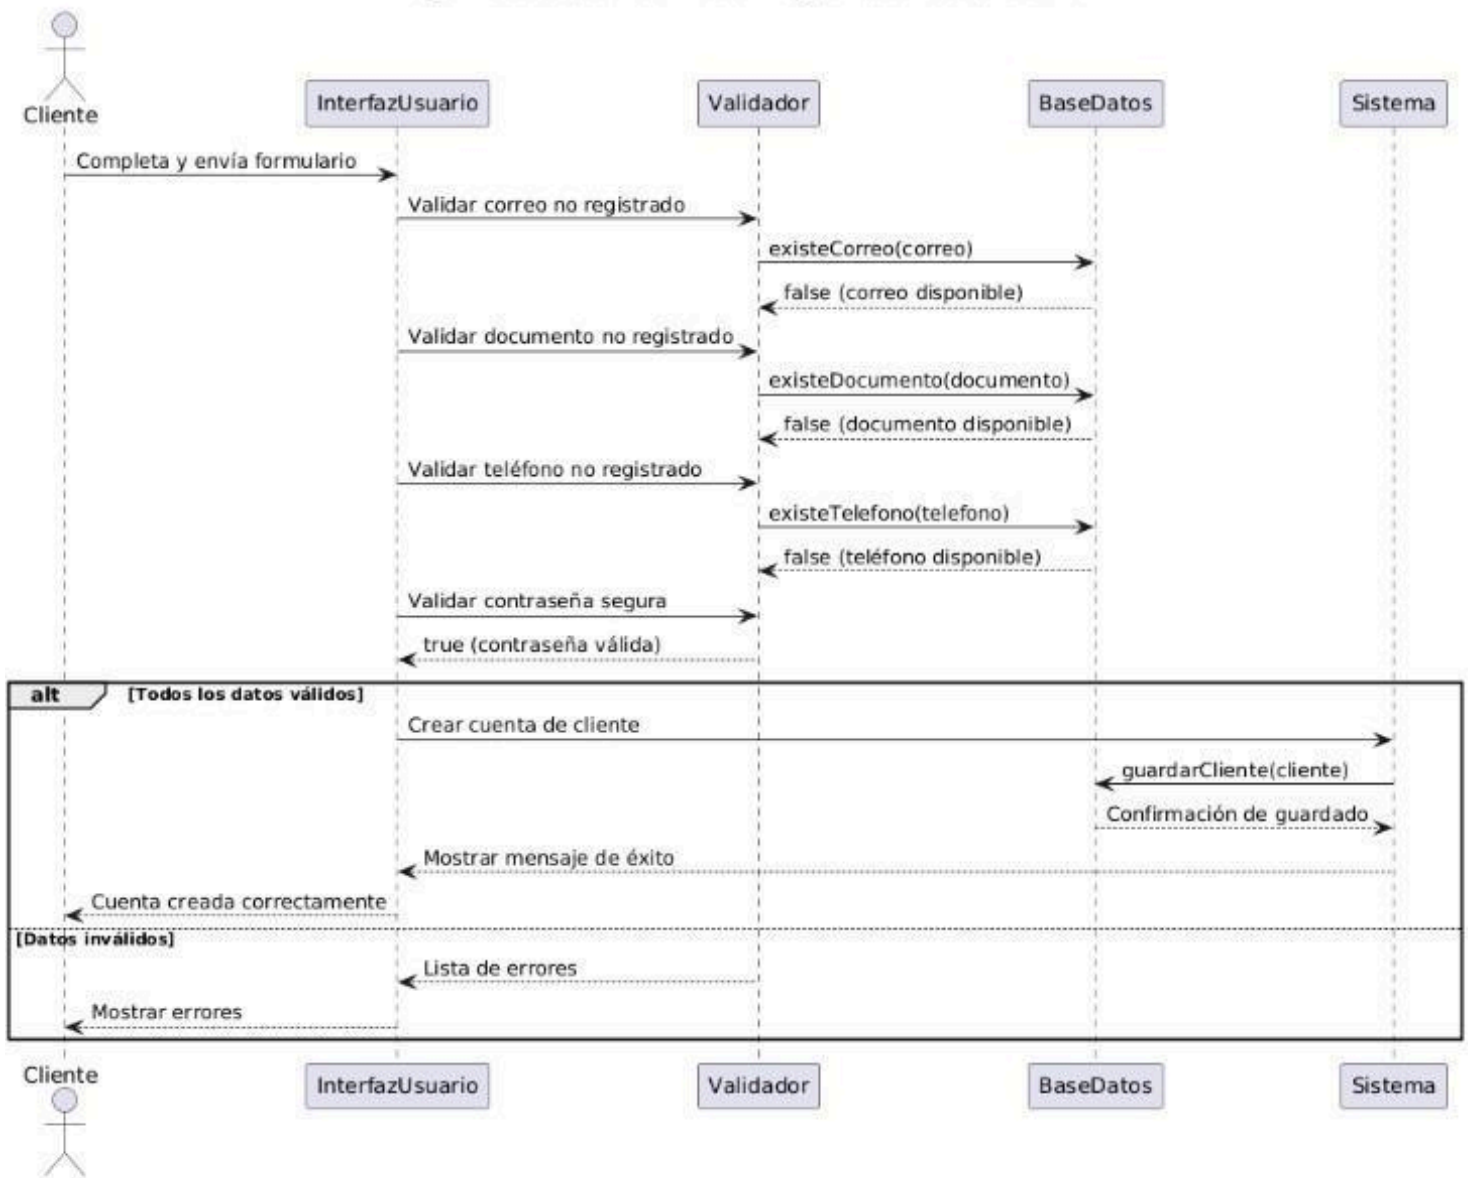 Cliente
InterfazUsuario
Validador
BaseDatos
Sistema
Completa y envía formulario
Validar correo no registrado
existeCorreo(correo)
false (correo disponible)
Validar documento no registrado
existeDocumento(documento)
false (documento disponible)
Validar teléfono no registrado
existeTelefono(telefono)
false (teléfono disponible)
Validar contraseña segura
true (contraseña válida)
alt [Todos los datos válidos]
Crear cuenta de cliente
guardarCliente(cliente)
Confirmación de guardado
Mostrar mensaje de éxito
Cuenta creada correctamente
[Datos inválidos]
Lista de errores
Mostrar errores
Cliente
InterfazUsuario
Validador
BaseDatos
Sistema